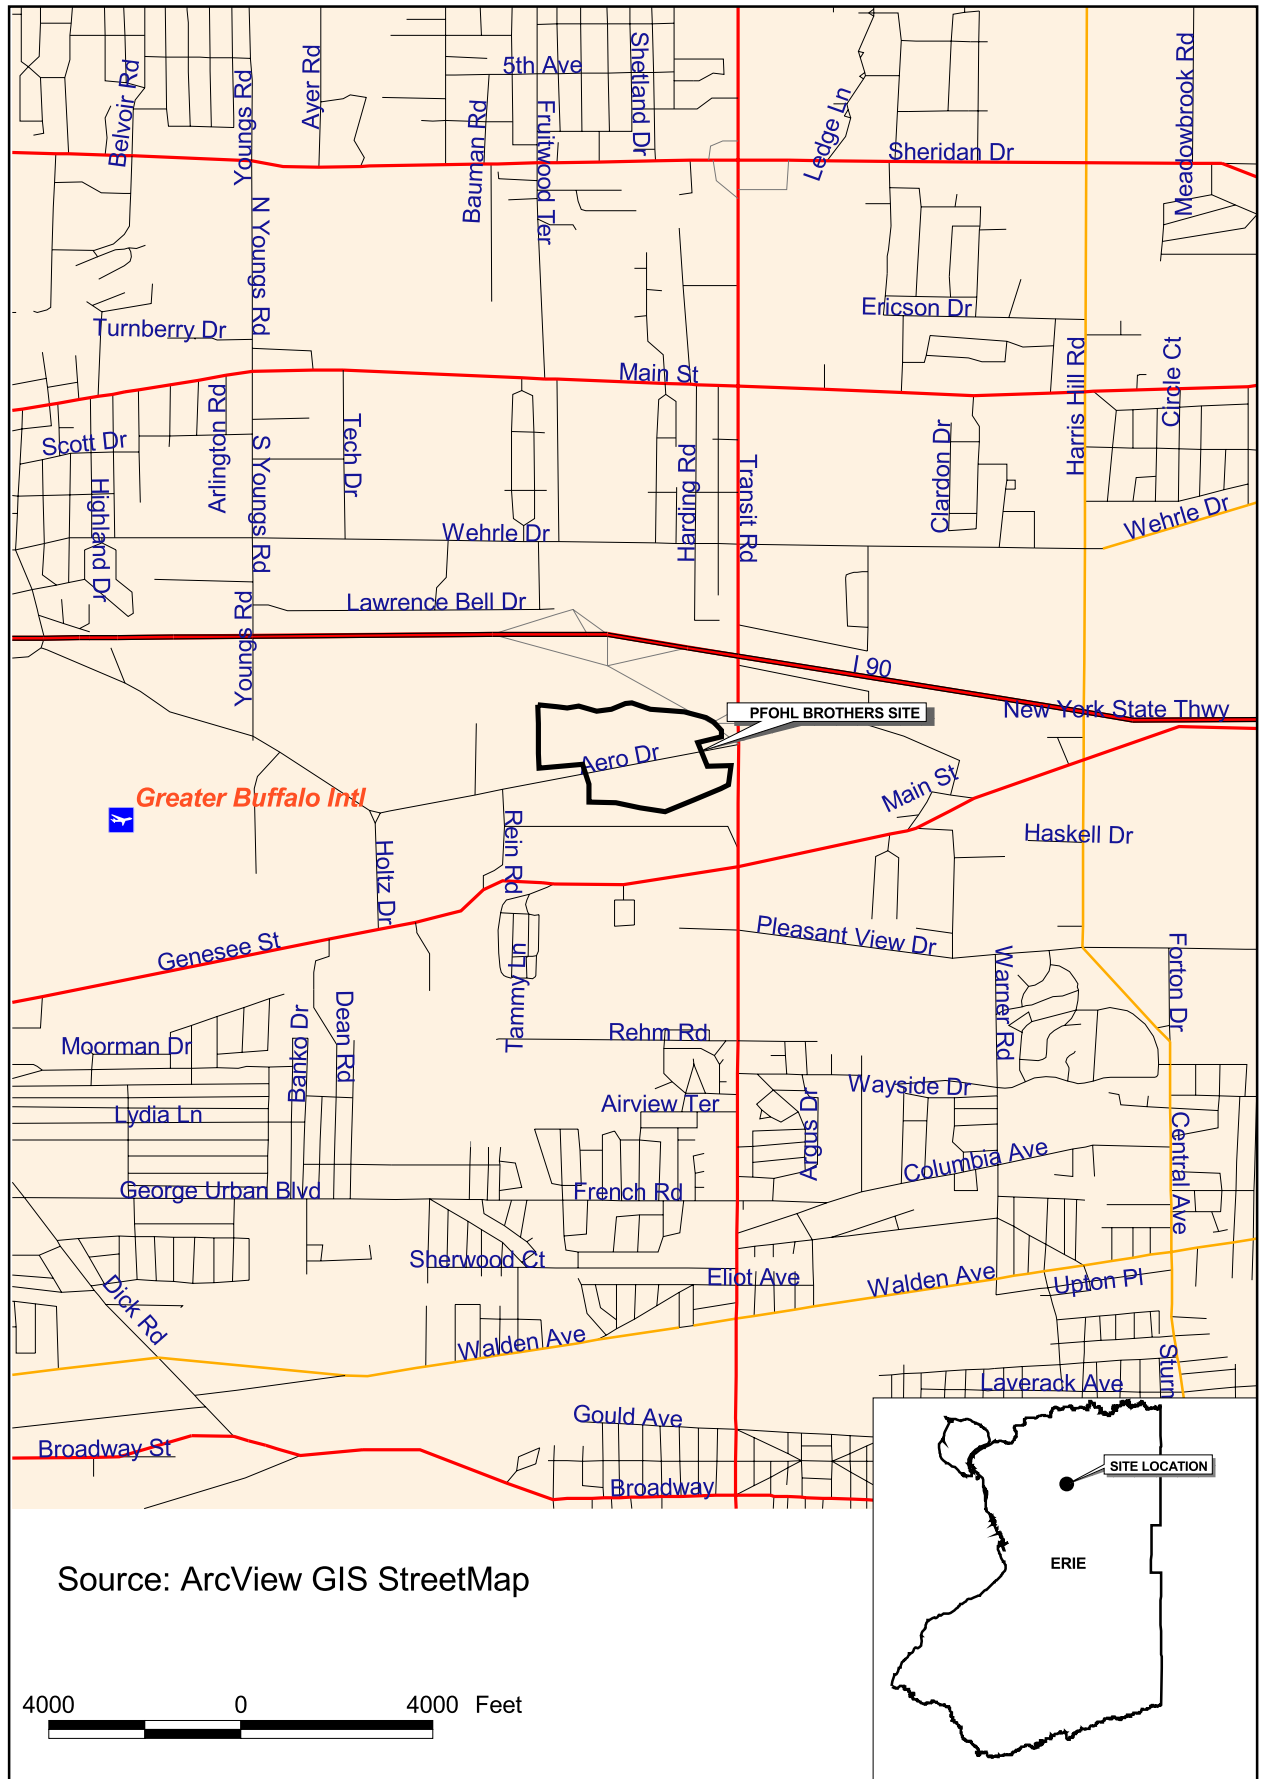 Belvoir Rd
Youngs Rd
Ayer Rd
5th Ave
Shetland Dr
Bauman Rd
Fruitwood Ter
Ledge Ln
Sheridan Dr
Meadowbrook Rd
N Youngs Rd
Turnberry Dr
Ericson Dr
Main St
Harris Hill Rd
Circle Ct
Scott Dr
Arlington Rd
S Youngs Rd
Tech Dr
Highland Dr
Harding Rd
Transit Rd
Clardon Dr
Wehrle Dr
Wehrle Dr
Lawrence Bell Dr
Youngs Rd
I 90
New York State Thwy
PFOHL BROTHERS SITE
Aero Dr
Greater Buffalo Intl
Main St
Rein Rd
Haskell Dr
Holtz Dr
Genesee St
Pleasant View Dr
Tammy Ln
Warner Rd
Forton Dr
Banko Dr
Dean Rd
Moorman Dr
Rehm Rd
Wayside Dr
Lydia Ln
Airview Ter
Argus Dr
Columbia Ave
Central Ave
George Urban Blvd
French Rd
Sherwood Ct
Eliot Ave
Walden Ave
Upton Pl
Dick Rd
Walden Ave
Sturm
Laverack Ave
Gould Ave
Broadway St
Broadway
SITE LOCATION
ERIE
Source: ArcView GIS StreetMap
4000 0 4000 Feet